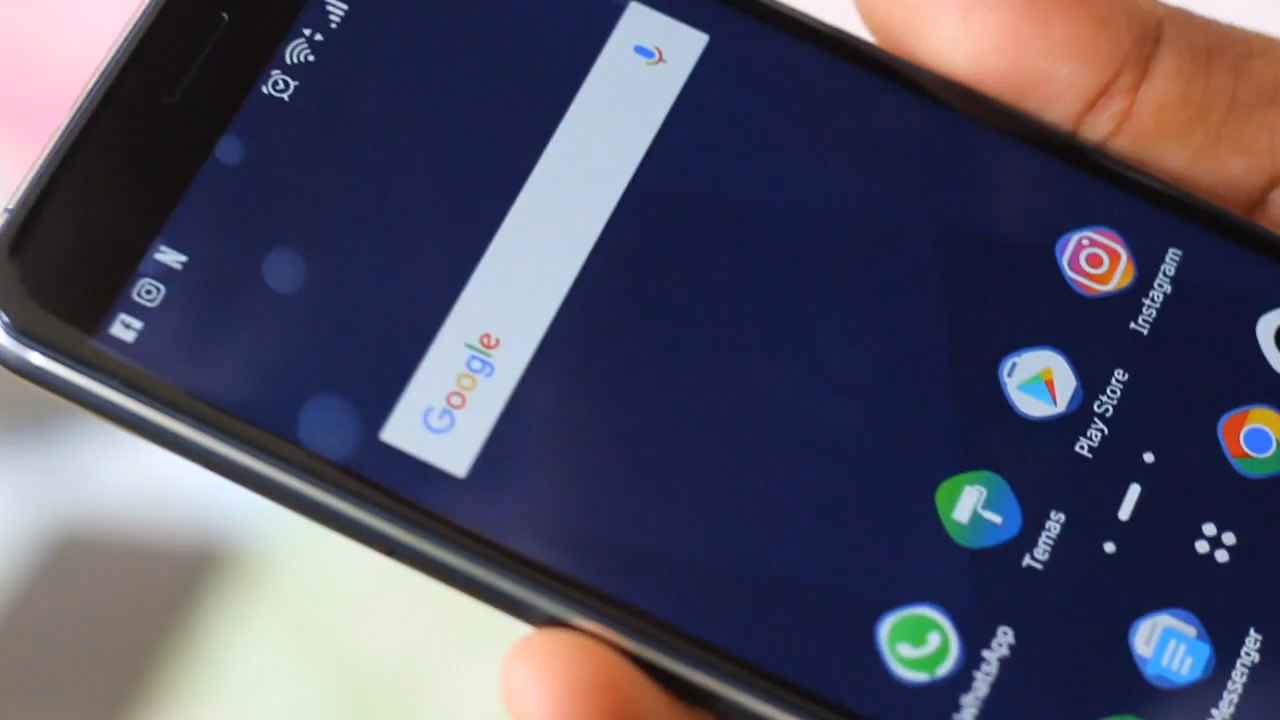 Google
WhatsApp
Temas
Play Store
Instagram
Messenger